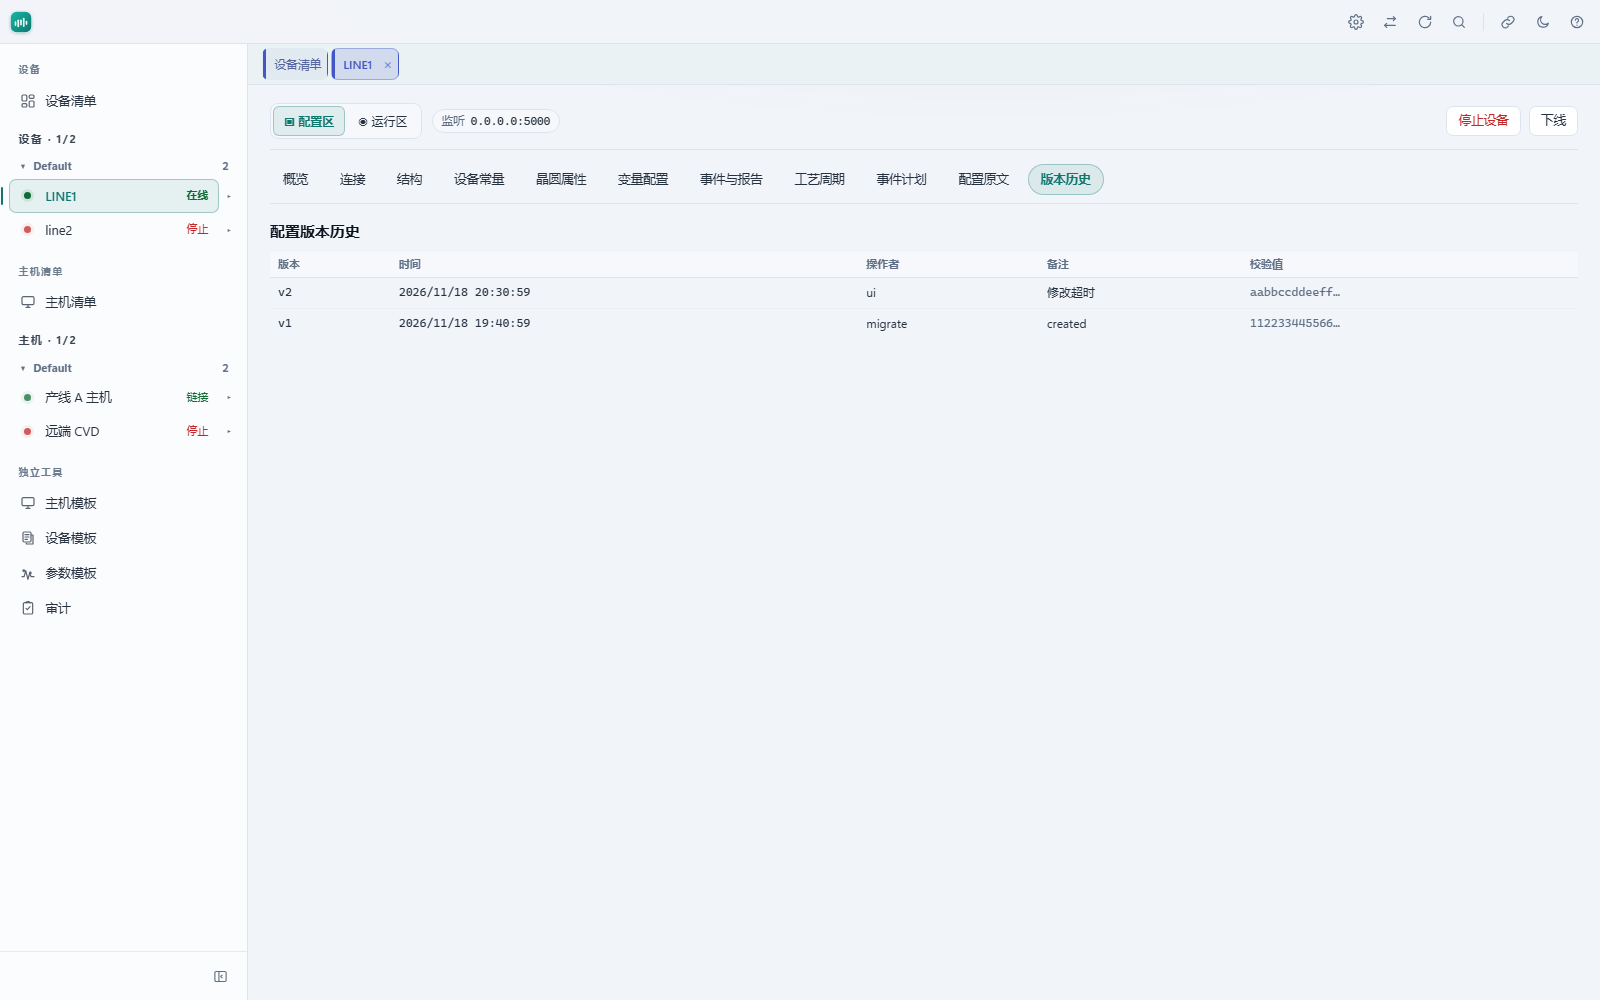 设备
设备清单
设备 · 1/2
Default 2
LINE1 在线
line2 停止
主机清单
主机清单
主机 · 1/2
Default 2
产线 A 主机 链接
远端 CVD 停止
独立工具
主机模板
设备模板
参数模板
审计
设备清单 LINE1 ×
配置区 运行区 监听 0.0.0.0:5000 停止设备 下线
概览 连接 结构 设备常量 晶圆属性 变量配置 事件与报告 工艺周期 事件计划 配置原文 版本历史
配置版本历史
版本 时间 操作者 备注 校验值
v2 2026/11/18 20:30:59 ui 修改超时 aabbccddeeff…
v1 2026/11/18 19:40:59 migrate created 112233445566…